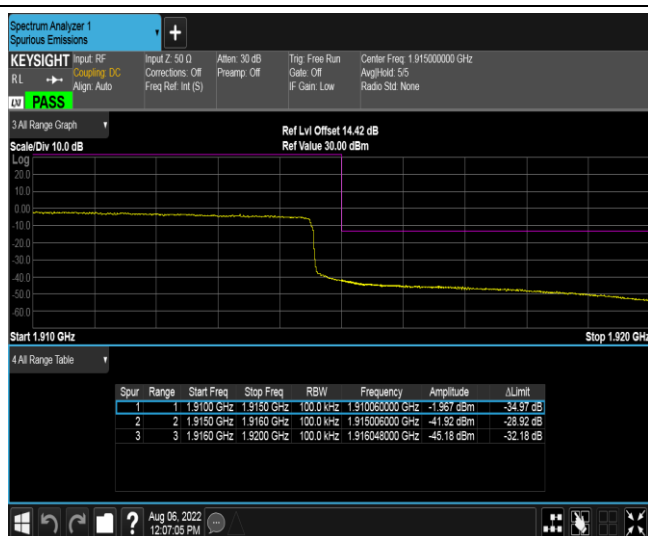 Spectrum Analyzer 1
Spurious Emissions
KEYSIGHT
RL
LXI PASS
Input: RF
Coupling: DC
Align: Auto
Input Z: 50 Ω
Corrections: Off
Freq Ref: Int (S)
Atten: 30 dB
Preamp: Off
Trig: Free Run
Gate: Off
IF Gain: Low
Center Freq: 1.915000000 GHz
Avg|Hold: 5/5
Radio Std: None
3 All Range Graph
Scale/Div 10.0 dB
Ref Lvl Offset 14.42 dB
Ref Value 30.00 dBm
Log
20.0
10.0
0.00
-10.0
-20.0
-30.0
-40.0
-50.0
-60.0
Start 1.910 GHz
Stop 1.920 GHz
4 All Range Table
Spur Range Start Freq Stop Freq RBW Frequency Amplitude ΔLimit
1 1 1.9100 GHz 1.9150 GHz 100.0 kHz 1.910060000 GHz -1.967 dBm -34.97 dB
2 2 1.9150 GHz 1.9160 GHz 100.0 kHz 1.915006000 GHz -41.92 dBm -28.92 dB
3 3 1.9160 GHz 1.9200 GHz 100.0 kHz 1.916048000 GHz -45.18 dBm -32.18 dB
Aug 06, 2022
12:07:05 PM